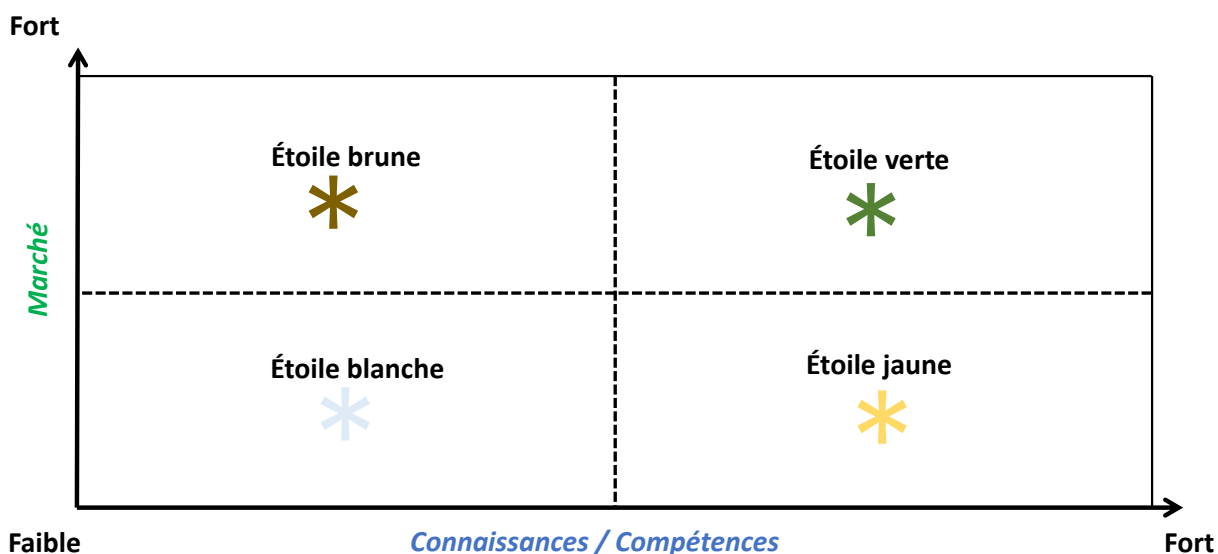 Fort
Étoile brune
Étoile verte
Marché
Étoile blanche
Étoile jaune
Faible
Connaissances / Compétences
Fort